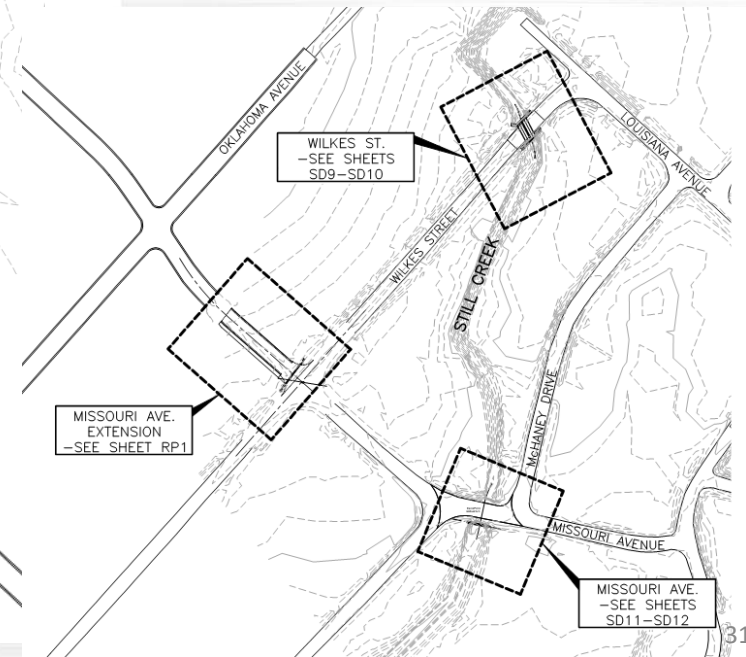 OKLAHOMA AVENUE
WILKES ST.
-SEE SHEETS
SD9-SD10
LOUISIANA AVENUE
WILKES STREET
STILL CREEK
MISSOURI AVE.
EXTENSION
-SEE SHEET RP1
McHANEY DRIVE
MISSOURI AVENUE
MISSOURI AVE.
-SEE SHEETS
SD11-SD12
31